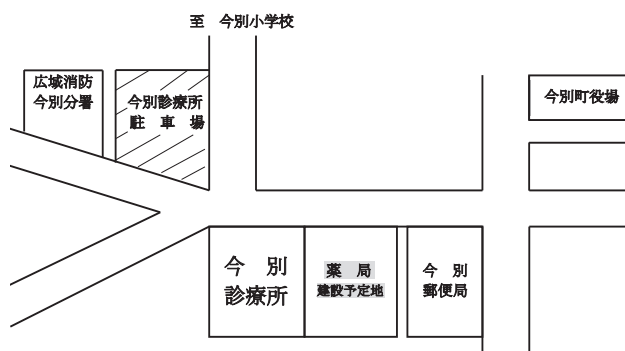 至　今別小学校
広域消防
今別分署
今別診療所
駐　車　場
今別町役場
今　別
診療所
薬　局
建設予定地
今　別
郵便局